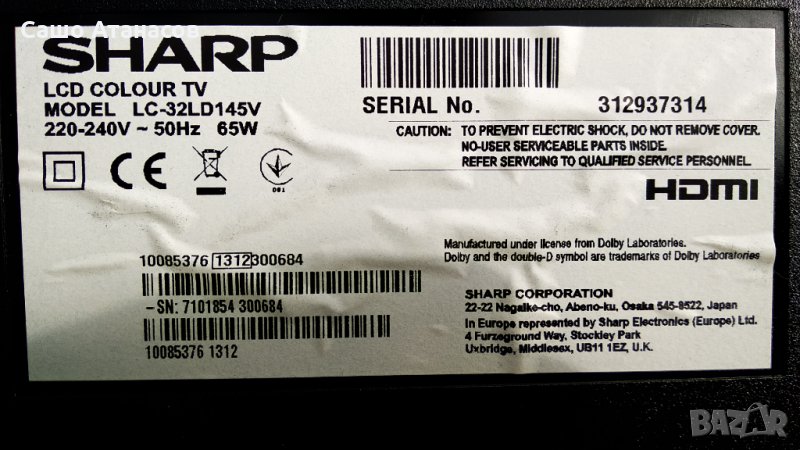 Сашо Атанасов
SHARP
LCD COLOUR TV
MODEL LC-32LD145V
220-240V ~ 50Hz 65W
SERIAL No. 312937314
CAUTION: TO PREVENT ELECTRIC SHOCK, DO NOT REMOVE COVER.
NO-USER SERVICEABLE PARTS INSIDE.
REFER SERVICING TO QUALIFIED SERVICE PERSONNEL.
CE
HDMI
10085376 1312 300684
Manufactured under license from Dolby Laboratories.
Dolby and the double-D symbol are trademarks of Dolby Laboratories
-SN: 7101854 300684
10085376 1312
SHARP CORPORATION
22-22 Nagaike-cho, Abeno-ku, Osaka 545-8522, Japan
In Europe represented by Sharp Electronics (Europe) Ltd.
4 Furzeground Way, Stockley Park
Uxbridge, Middlesex, UB11 1EZ, U.K.
BAZAR